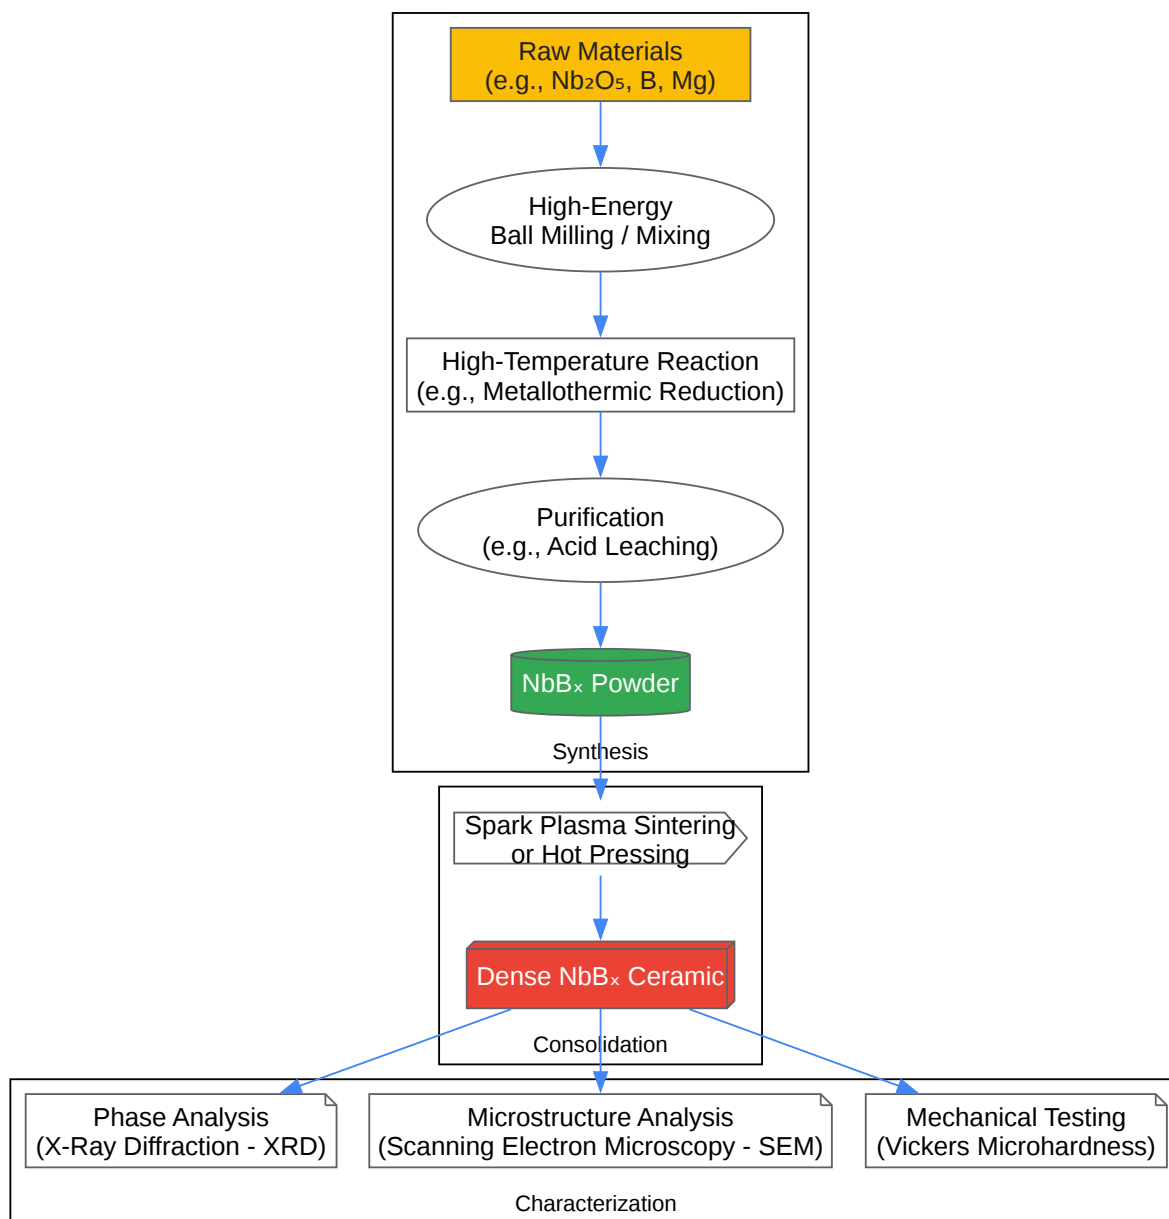 Raw Materials
(e.g., Nb₂O₅, B, Mg)
High-Energy
Ball Milling / Mixing
High-Temperature Reaction
(e.g., Metallothermic Reduction)
Purification
(e.g., Acid Leaching)
NbBₓ Powder
Synthesis
Spark Plasma Sintering
or Hot Pressing
Dense NbBₓ Ceramic
Consolidation
Phase Analysis
(X-Ray Diffraction - XRD)
Microstructure Analysis
(Scanning Electron Microscopy - SEM)
Mechanical Testing
(Vickers Microhardness)
Characterization